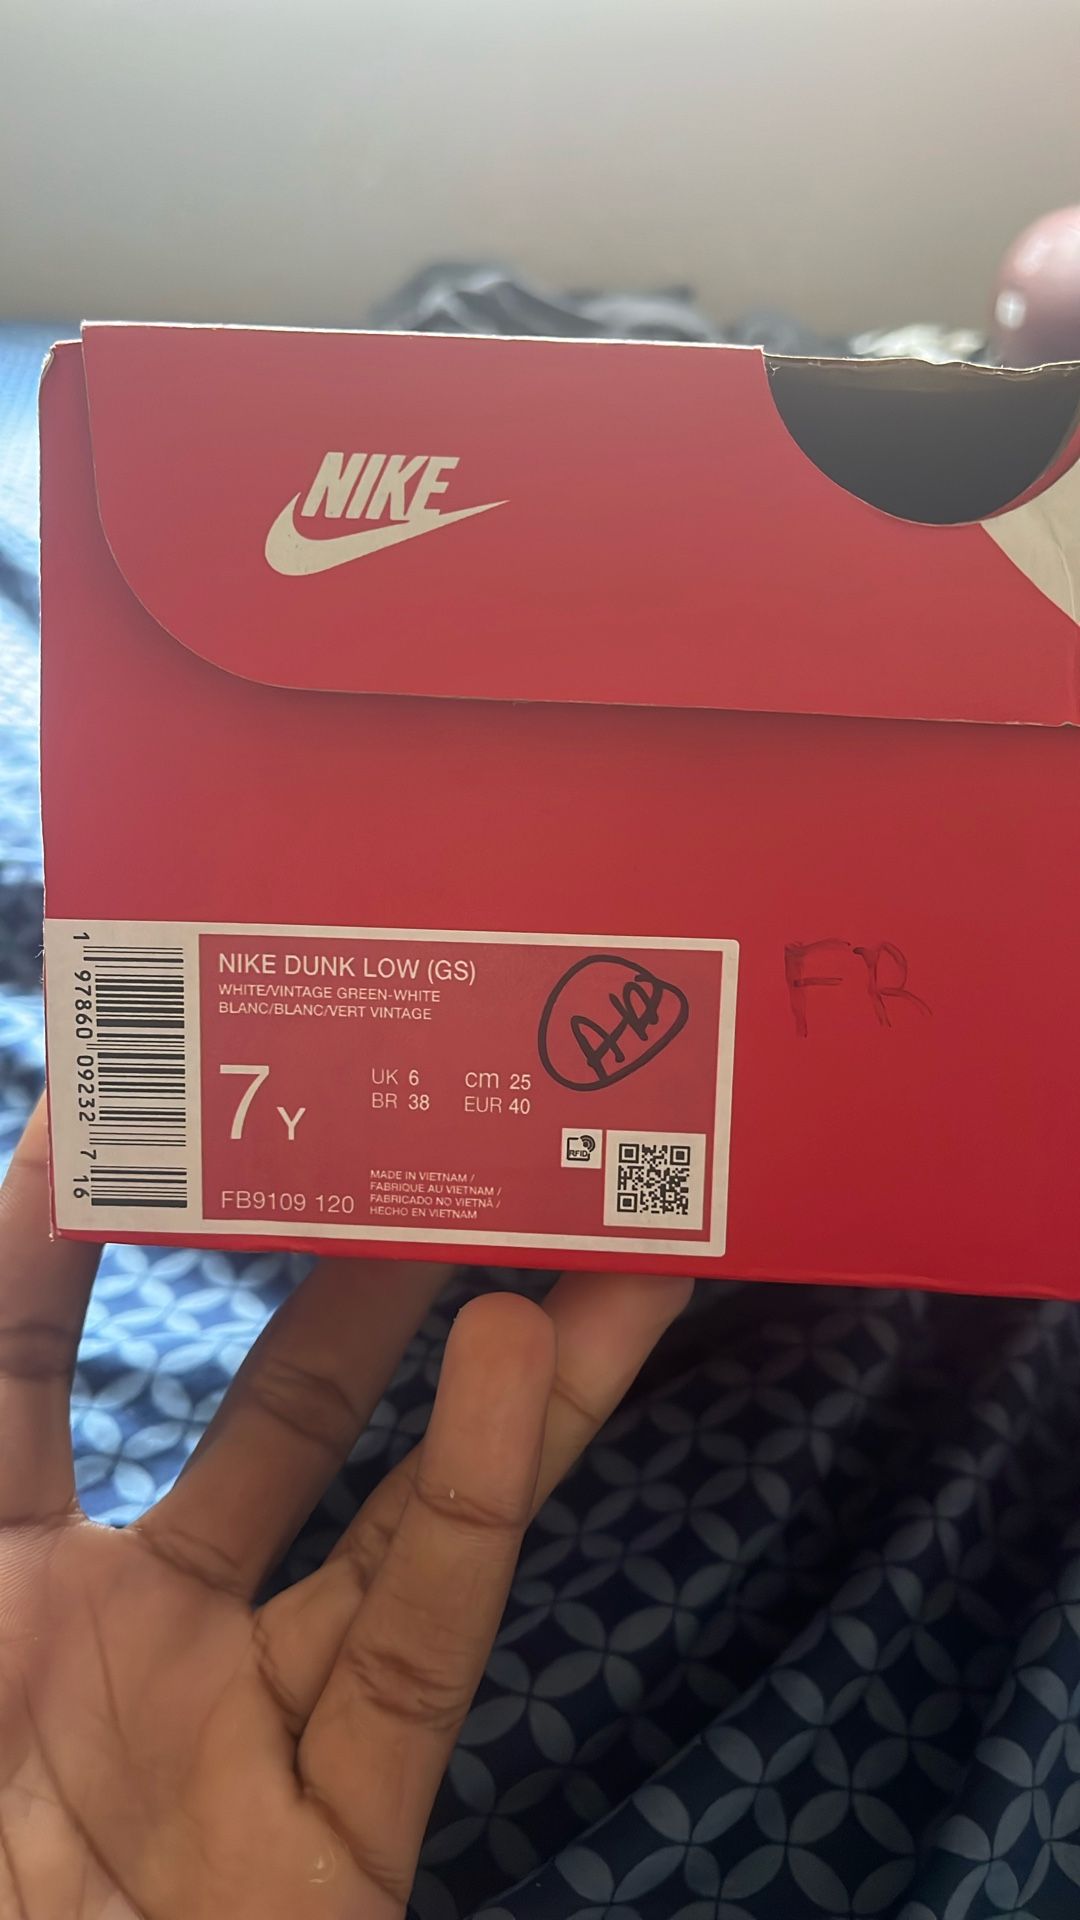 NIKE
NIKE DUNK LOW (GS)
WHITE/VINTAGE GREEN-WHITE
BLANC/BLANC/VERT VINTAGE
7Y
UK 6 cm 25
BR 38 EUR 40
MADE IN VIETNAM /
FABRIQUE AU VIETNAM /
FABRICADO NO VIETNÃ /
HECHO EN VIETNAM
FB9109 120
RFID
1 97860 09232 7 16
FR